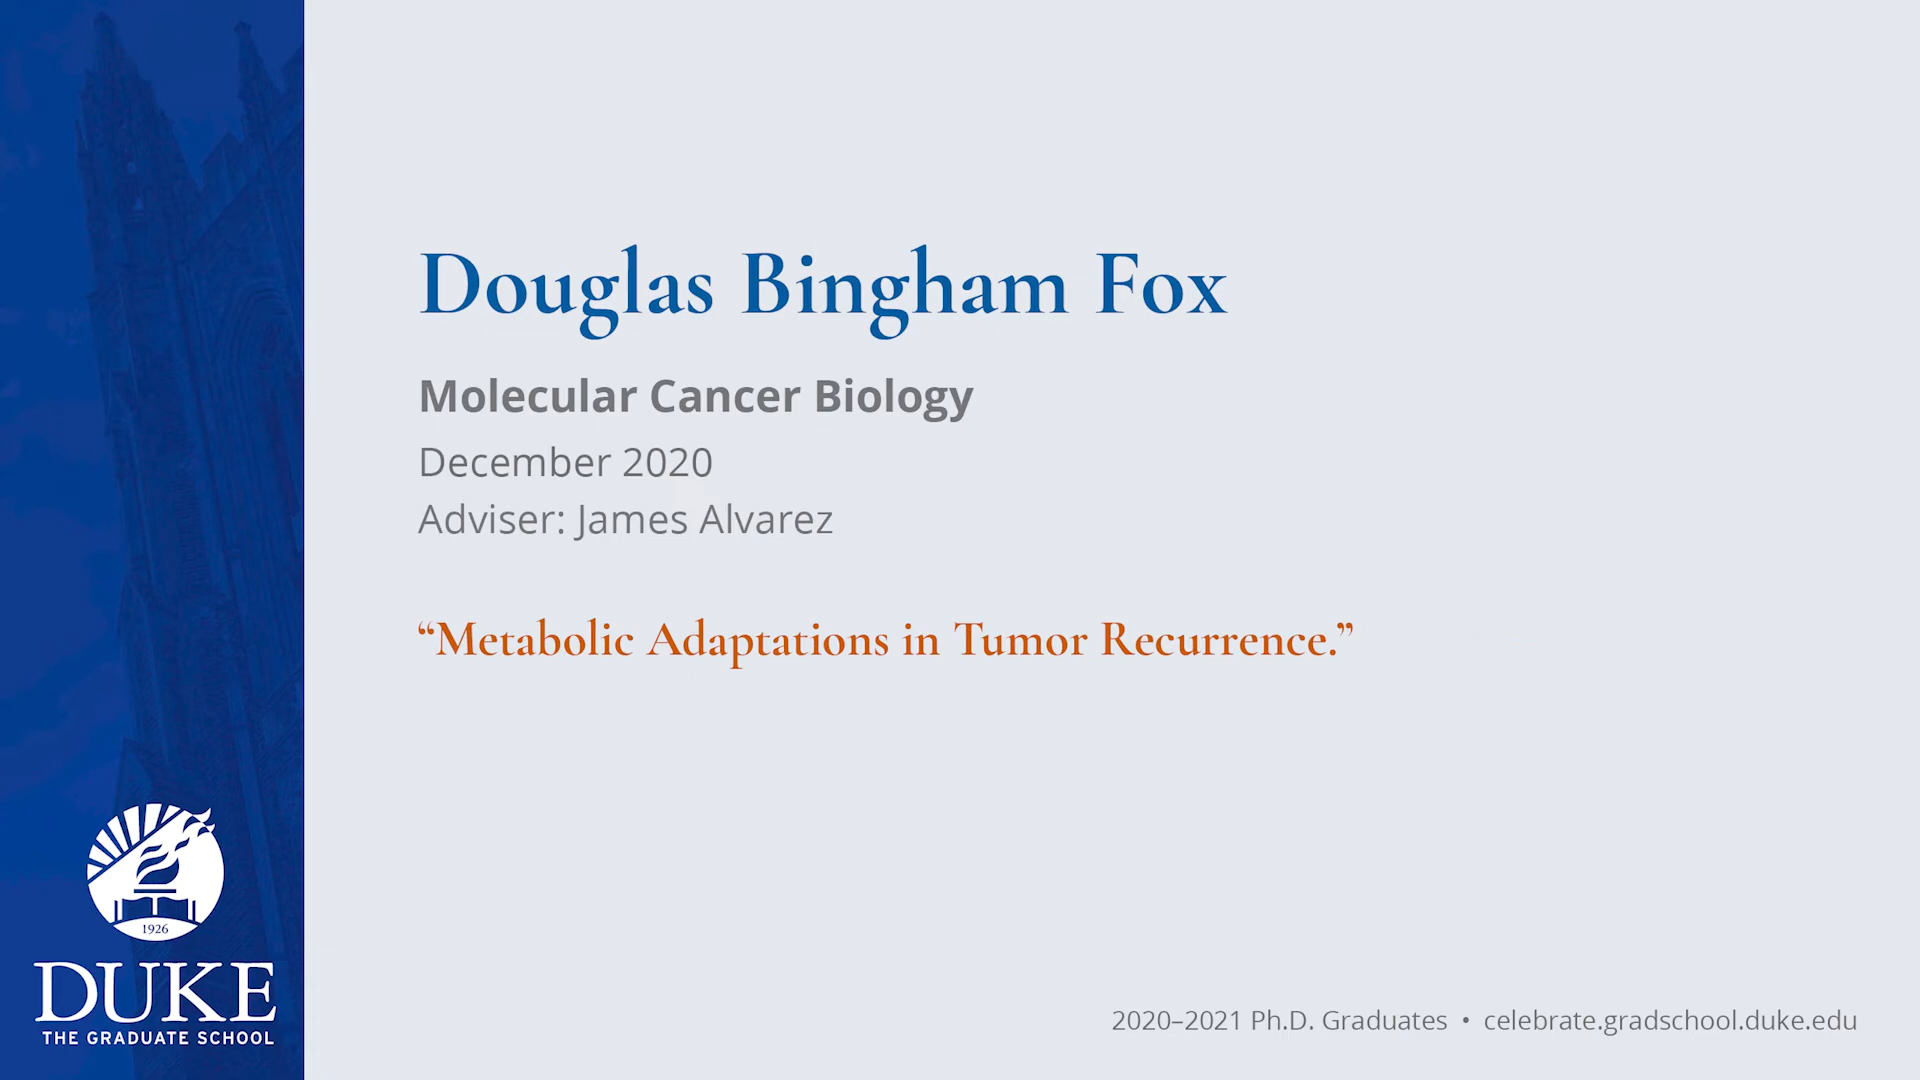 Douglas Bingham Fox
Molecular Cancer Biology
December 2020
Adviser: James Alvarez
“Metabolic Adaptations in Tumor Recurrence.”
1926
DUKE
THE GRADUATE SCHOOL
2020–2021 Ph.D. Graduates • celebrate.gradschool.duke.edu